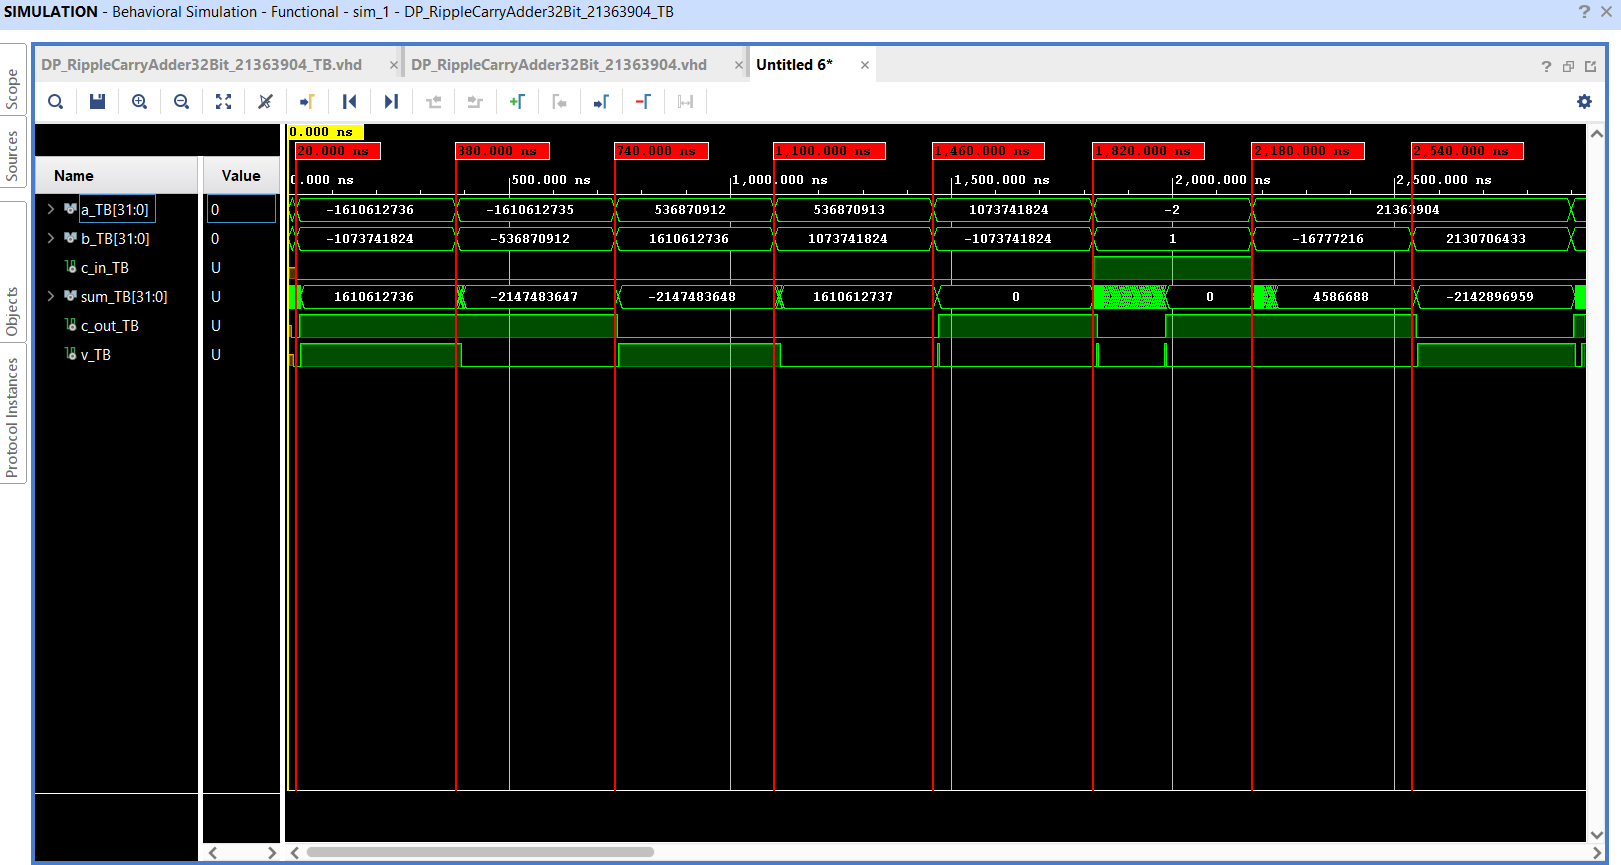 SIMULATION - Behavioral Simulation - Functional - sim_1 - DP_RippleCarryAdder32Bit_21363904_TB
Scope
Sources
Objects
Protocol Instances
DP_RippleCarryAdder32Bit_21363904_TB.vhd
DP_RippleCarryAdder32Bit_21363904.vhd
Untitled 6*
0.000 ns
20.000 ns 380.000 ns 740.000 ns 1,100.000 ns 1,460.000 ns 1,820.000 ns 2,180.000 ns 2,540.000 ns
Name Value
0.000 ns 500.000 ns 1,000.000 ns 1,500.000 ns 2,000.000 ns 2,500.000 ns
a_TB[31:0] 0 -1610612736 -1610612735 536870912 536870913 1073741824 -2 21363904
b_TB[31:0] 0 -1073741824 -536870912 1610612736 1073741824 -1073741824 1 -16777216 2130706433
c_in_TB U
sum_TB[31:0] U 1610612736 -2147483647 -2147483648 1610612737 0 0 4586688 -2142896959
c_out_TB U
v_TB U